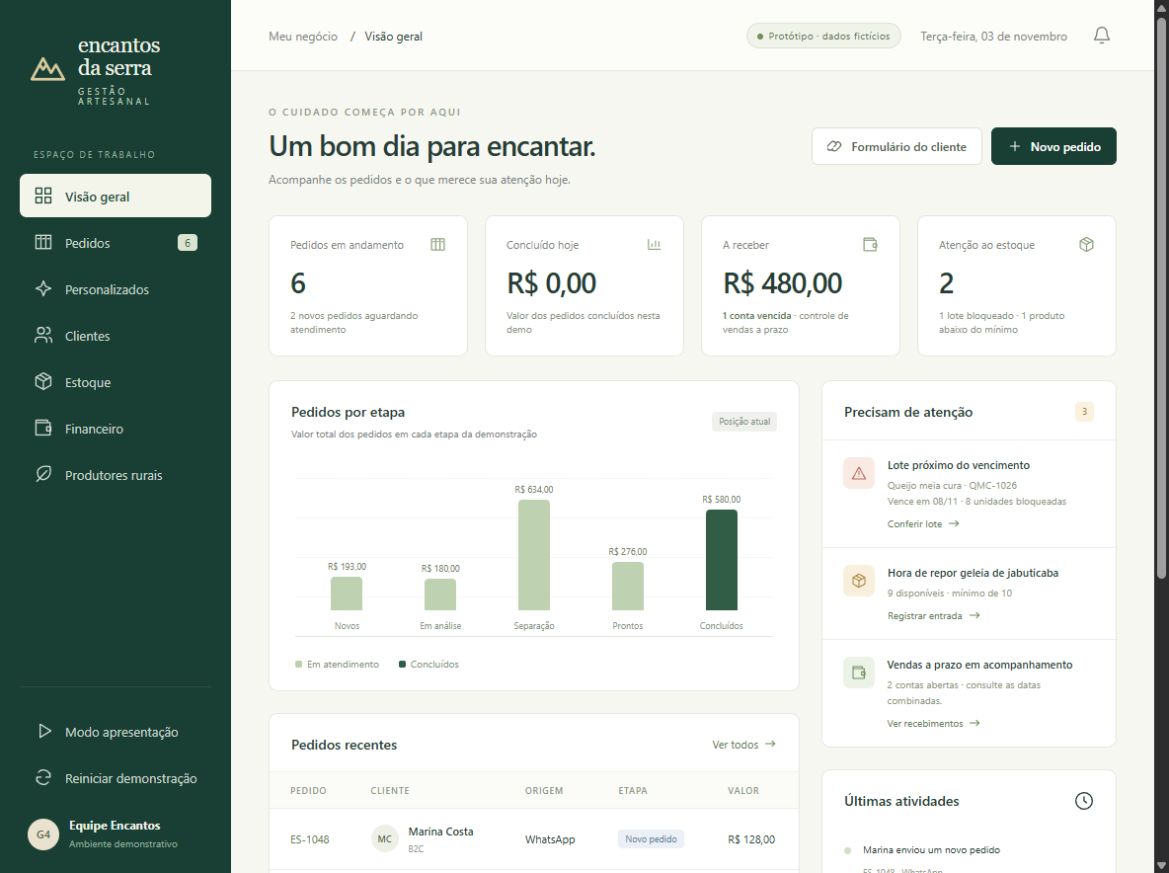 encantos
da serra
GESTÃO
ARTESANAL
ESPAÇO DE TRABALHO
Visão geral
Pedidos 6
Personalizados
Clientes
Estoque
Financeiro
Produtores rurais
Modo apresentação
Reiniciar demonstração
G4
Equipe Encantos
Ambiente demonstrativo
Meu negócio / Visão geral
Protótipo · dados fictícios
Terça-feira, 03 de novembro
O CUIDADO COMEÇA POR AQUI
Um bom dia para encantar.
Acompanhe os pedidos e o que merece sua atenção hoje.
Formulário do cliente
Novo pedido
Pedidos em andamento
6
2 novos pedidos aguardando
atendimento
Concluído hoje
R$ 0,00
Valor dos pedidos concluídos nesta
demo
A receber
R$ 480,00
1 conta vencida · controle de
vendas a prazo
Atenção ao estoque
2
1 lote bloqueado · 1 produto
abaixo do mínimo
Pedidos por etapa
Valor total dos pedidos em cada etapa da demonstração
Posição atual
R$ 193,00
R$ 180,00
R$ 634,00
R$ 276,00
R$ 580,00
Novos
Em análise
Separação
Prontos
Concluídos
Em atendimento
Concluídos
Precisam de atenção
3
Lote próximo do vencimento
Queijo meia cura · QMC-1026
Vence em 08/11 · 8 unidades bloqueadas
Conferir lote →
Hora de repor geleia de jabuticaba
9 disponíveis · mínimo de 10
Registrar entrada →
Vendas a prazo em acompanhamento
2 contas abertas · consulte as datas
combinadas.
Ver recebimentos →
Pedidos recentes
Ver todos →
PEDIDO CLIENTE ORIGEM ETAPA VALOR
ES-1048 MC Marina Costa WhatsApp Novo pedido R$ 128,00
B2C
Últimas atividades
Marina enviou um novo pedido
ES-1048 · WhatsApp